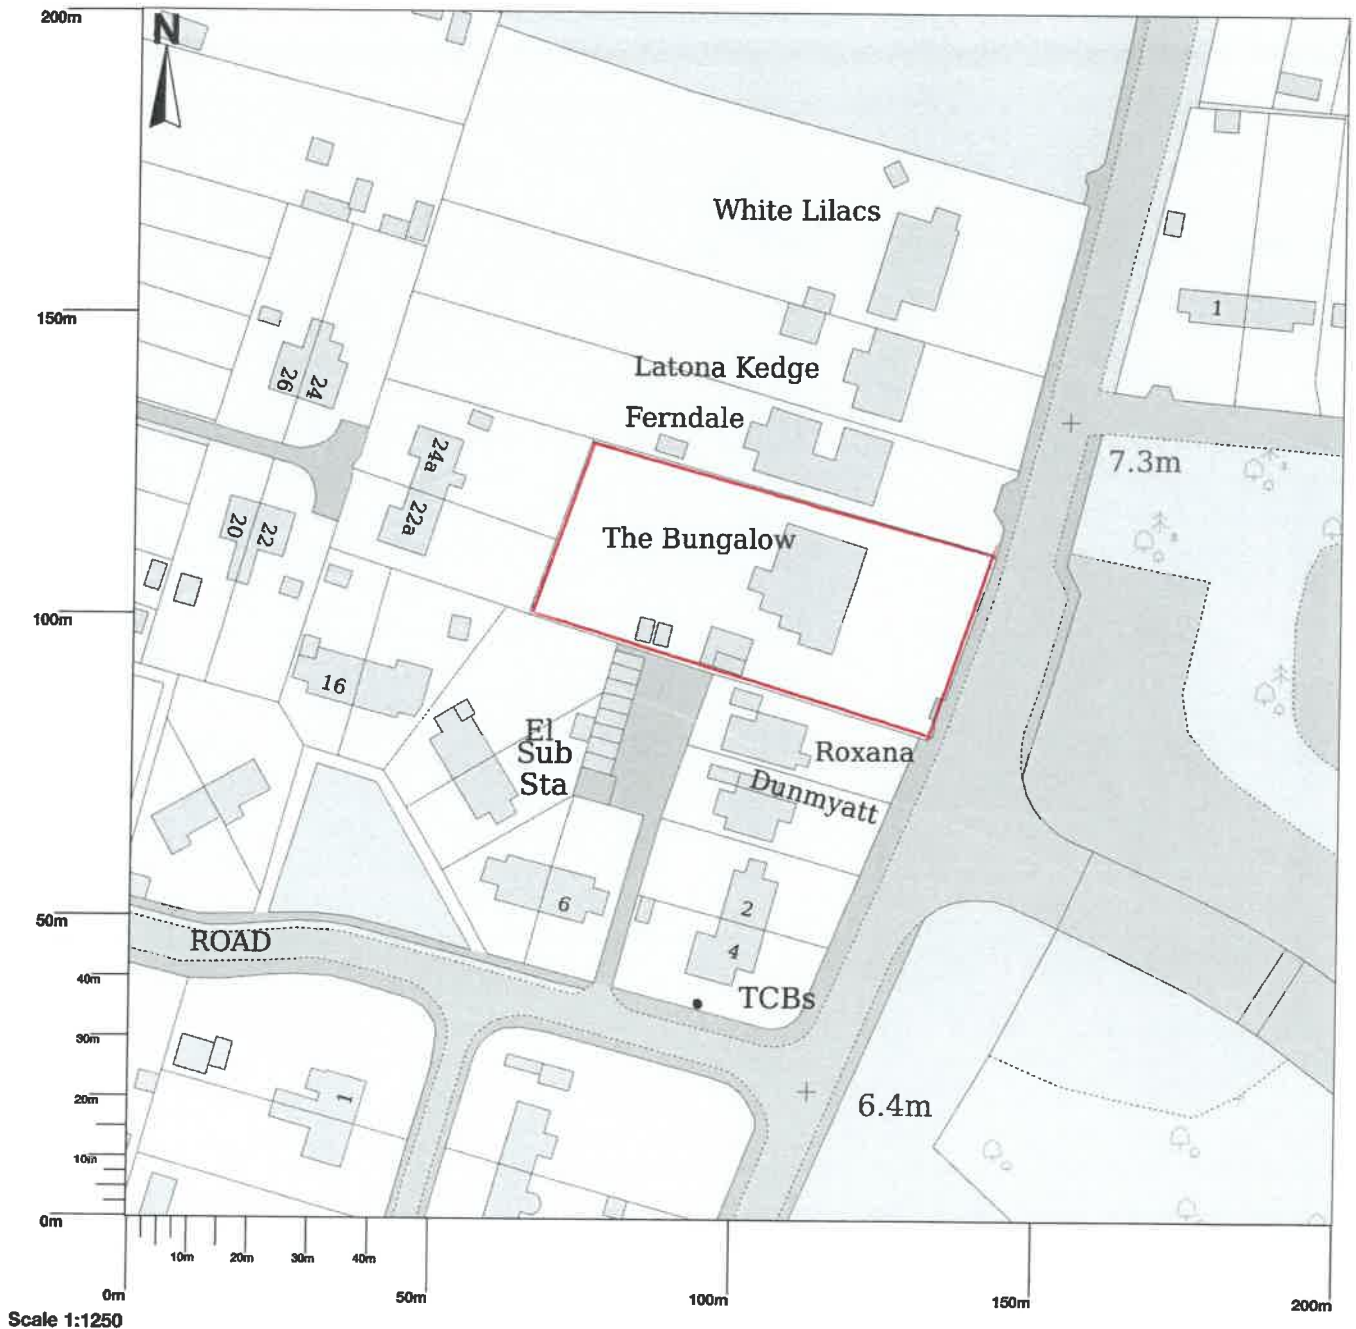 200m
N
White Lilacs
150m
1
Latona Kedge
26
24
Ferndale
24a
7.3m
22a
20
22
The Bungalow
100m
16
El
Sub
Sta
Roxana
Dunmyatt
50m
6
2
ROAD
4
40m
TCBs
30m
20m
1
6.4m
10m
0m
10m
20m
30m
40m
0m
50m
100m
150m
200m
Scale 1:1250